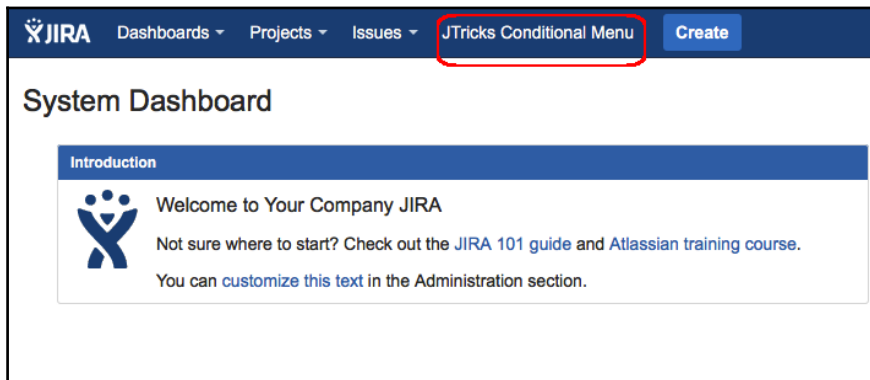 JIRA Dashboards Projects Issues JTricks Conditional Menu Create
System Dashboard
Introduction
Welcome to Your Company JIRA
Not sure where to start? Check out the JIRA 101 guide and Atlassian training course.
You can customize this text in the Administration section.